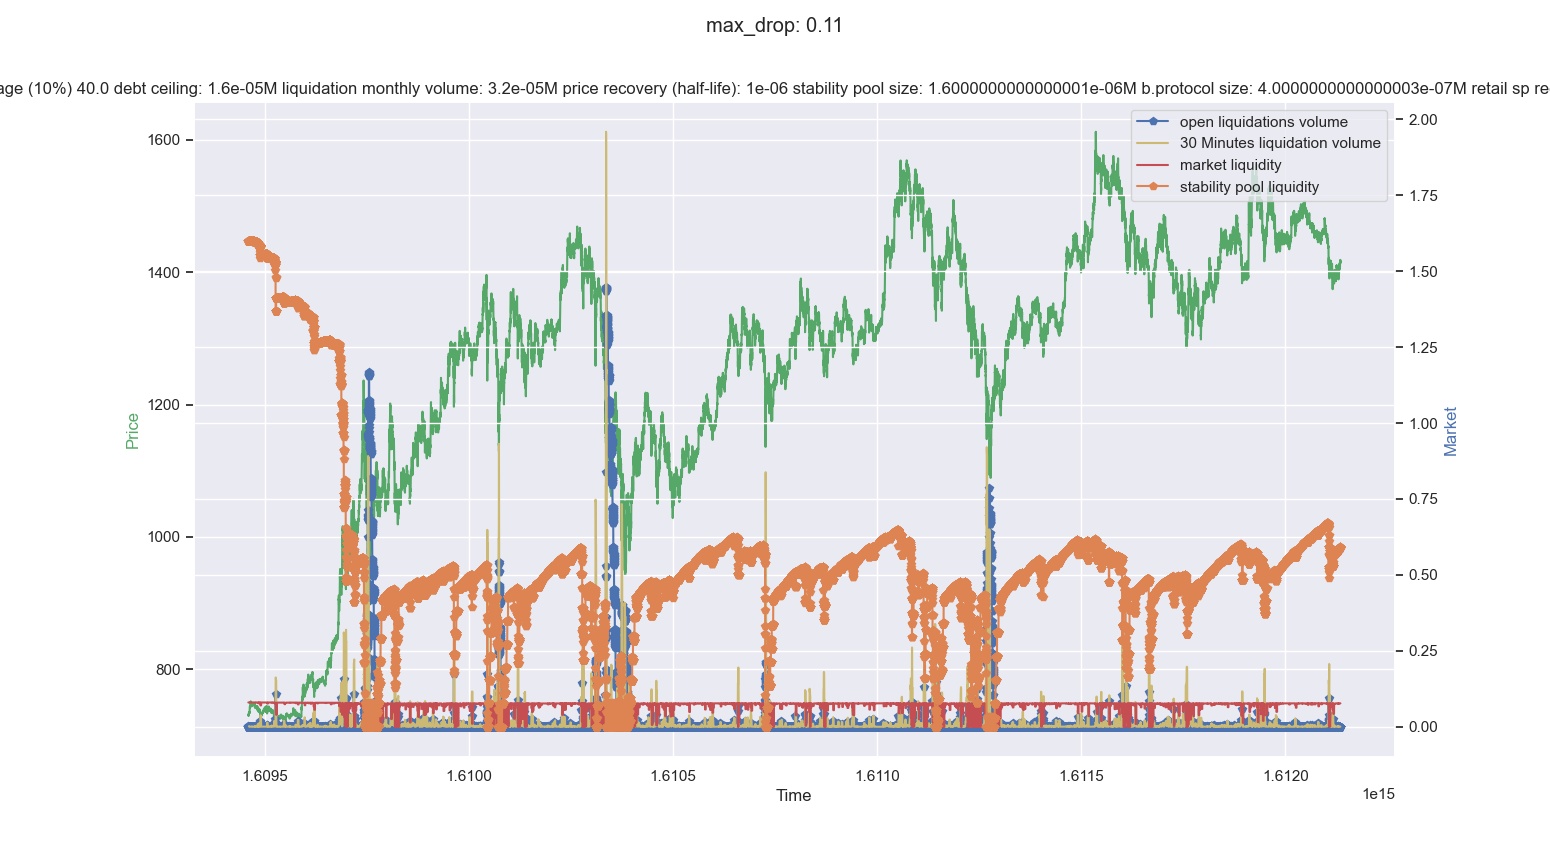 max_drop: 0.11
age (10%) 40.0 debt ceiling: 1.6e-05M liquidation monthly volume: 3.2e-05M price recovery (half-life): 1e-06 stability pool size: 1.6000000000000001e-06M b.protocol size: 4.0000000000000003e-07M retail sp re
open liquidations volume
30 Minutes liquidation volume
market liquidity
stability pool liquidity
1600
1400
1200
1000
800
Price
2.00
1.75
1.50
1.25
1.00
0.75
0.50
0.25
0.00
Market
1.6095
1.6100
1.6105
1.6110
1.6115
1.6120
1e15
Time